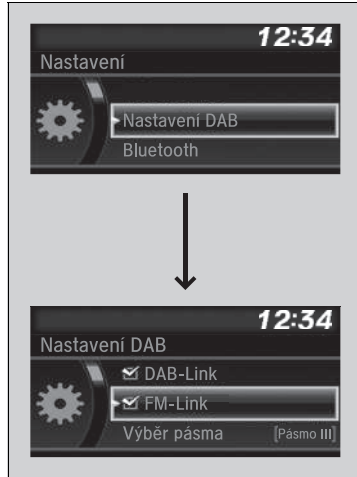 12:34
Nastavení
Nastavení DAB
Bluetooth
12:34
Nastavení DAB
DAB-Link
FM-Link
Výběr pásma [Pásmo III]